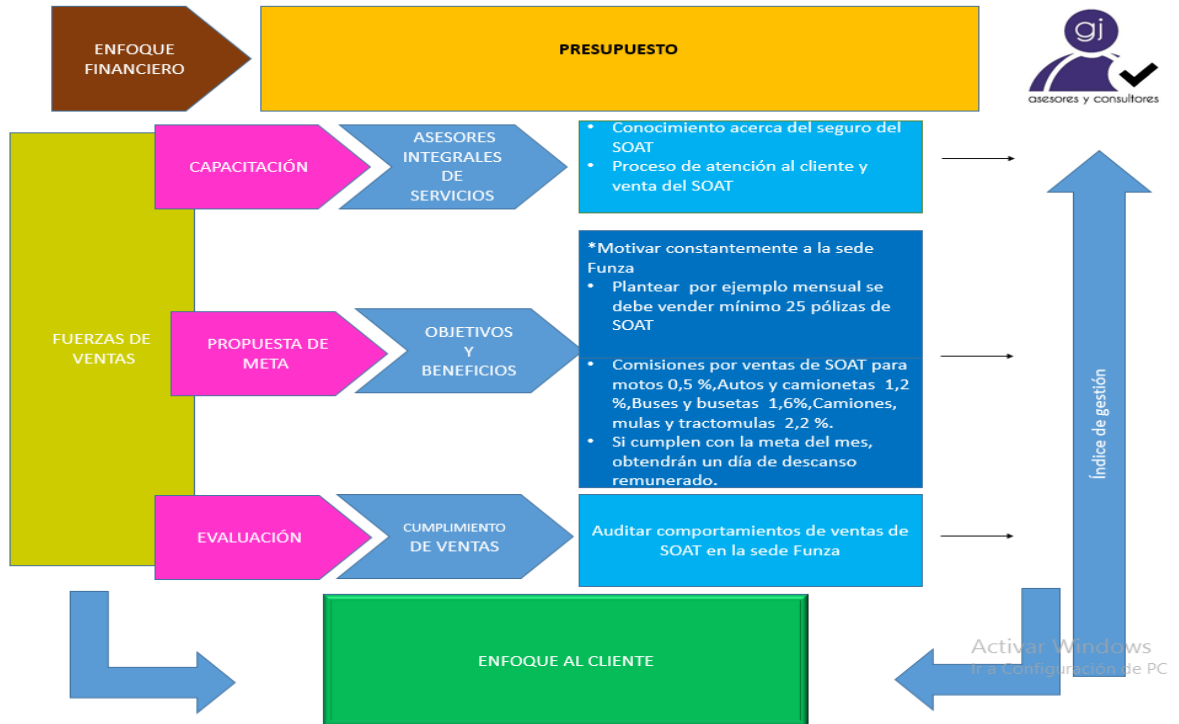 ENFOQUE
FINANCIERO
PRESUPUESTO
gj
asesores y consultores
FUERZAS DE
VENTAS
CAPACITACIÓN
ASESORES
INTEGRALES
DE
SERVICIOS
• Conocimiento acerca del seguro del
SOAT
• Proceso de atención al cliente y
venta del SOAT
PROPUESTA DE
META
OBJETIVOS
Y
BENEFICIOS
*Motivar constantemente a la sede
Funza
• Plantear por ejemplo mensual se
debe vender mínimo 25 pólizas de
SOAT
• Comisiones por ventas de SOAT para
motos 0,5 %,Autos y camionetas 1,2
%,Buses y busetas 1,6%,Camiones,
mulas y tractomulas 2,2 %.
• Si cumplen con la meta del mes,
obtendrán un día de descanso
remunerado.
EVALUACIÓN
CUMPLIMIENTO
DE VENTAS
Auditar comportamientos de ventas de
SOAT en la sede Funza
Índice de gestión
ENFOQUE AL CLIENTE
Activar Windows
Ir a Configuración de PC